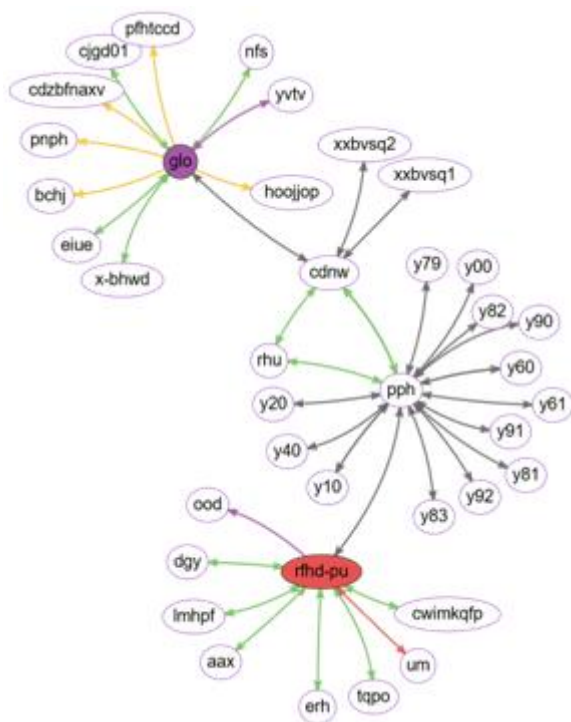 pfhtccd
cjgd01
nfs
cdzbfnaxv
yvtv
pnph
glo
xxbvsq2
xxbvsq1
bchj
hoojjop
eiue
x-bhwd
cdnw
y79
y00
y82
y90
rhu
y60
pph
y20
y61
y91
y40
y10
y81
y92
y83
ood
dgy
rfhd-pu
lmhpf
cwimkqfp
aax
um
tqpo
erh